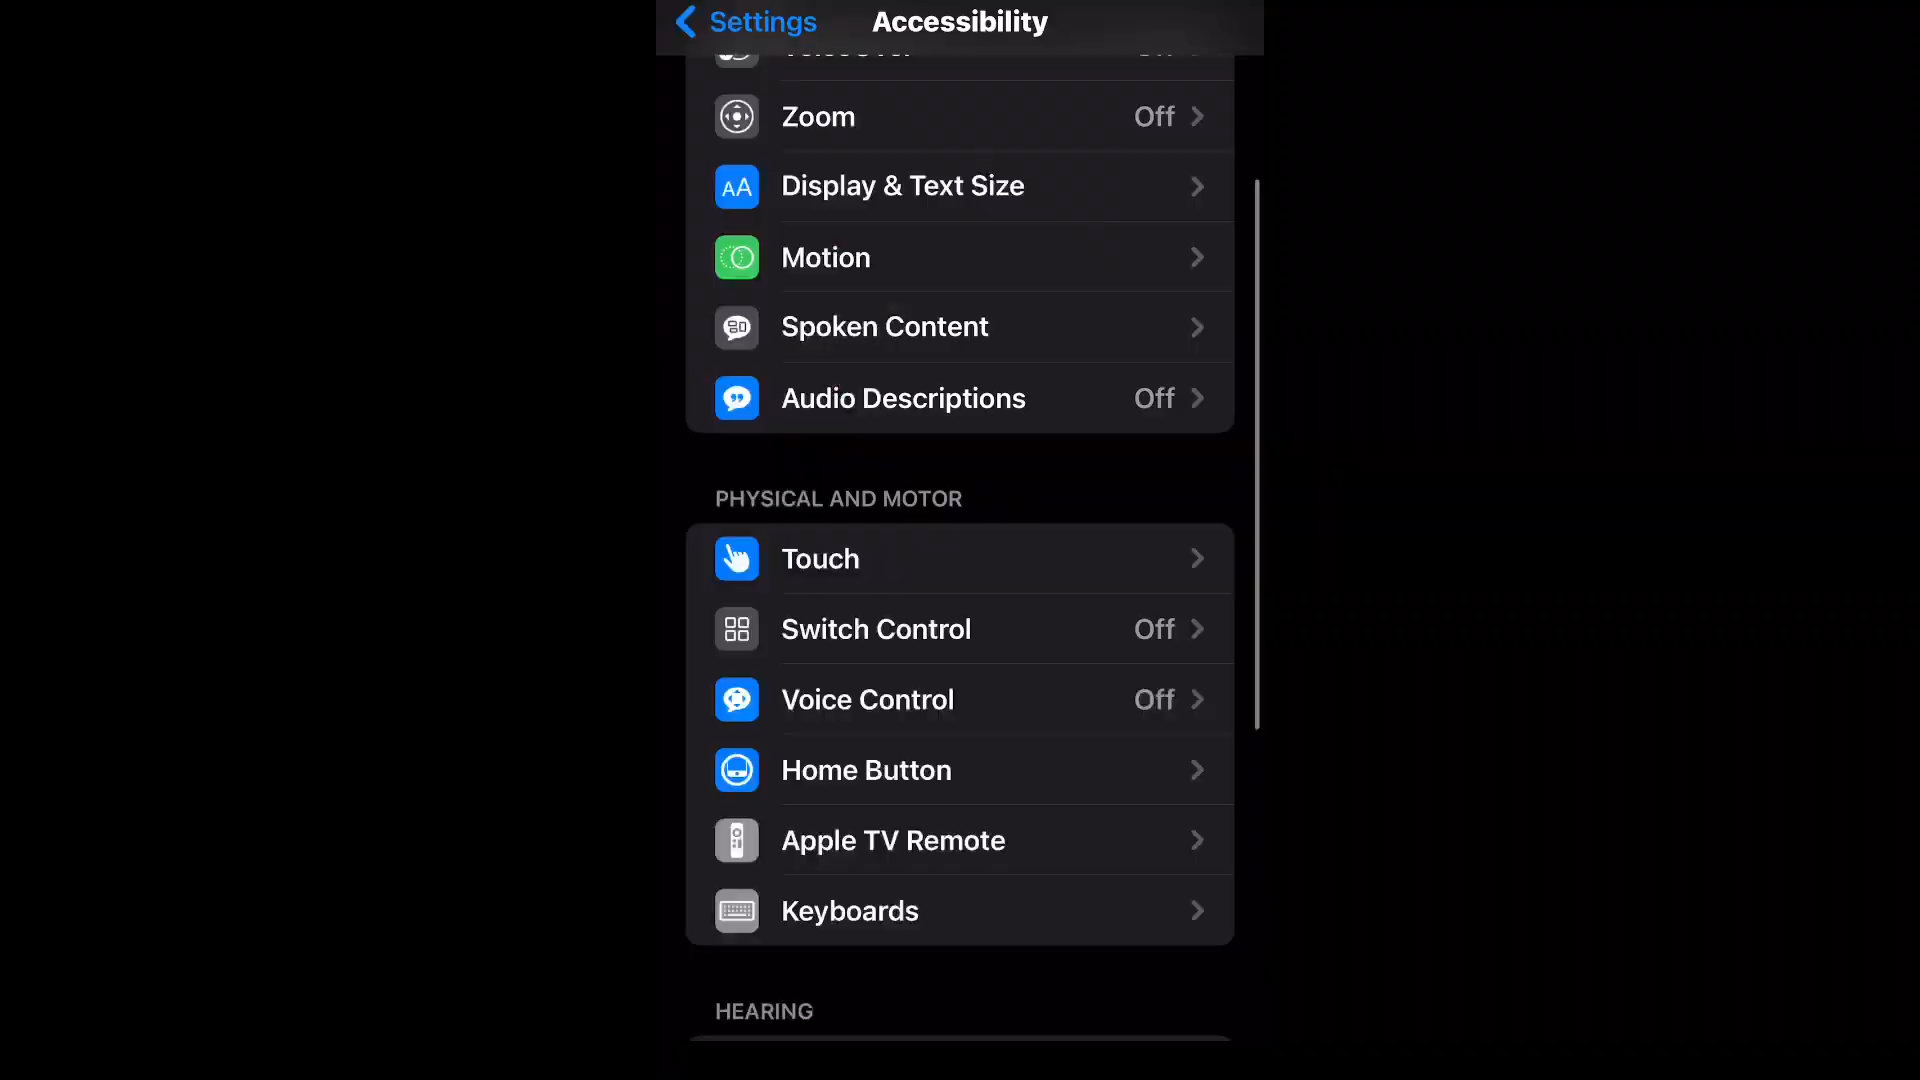 Settings
Accessibility
Zoom Off
AA Display & Text Size
Motion
Spoken Content
Audio Descriptions Off
PHYSICAL AND MOTOR
Touch
Switch Control Off
Voice Control Off
Home Button
Apple TV Remote
Keyboards
HEARING